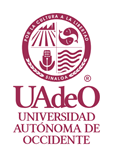 POR LA CULTURA A LA LIBERTAD
SINALOA
®
UAdeO
UNIVERSIDAD
AUTÓNOMA DE
OCCIDENTE